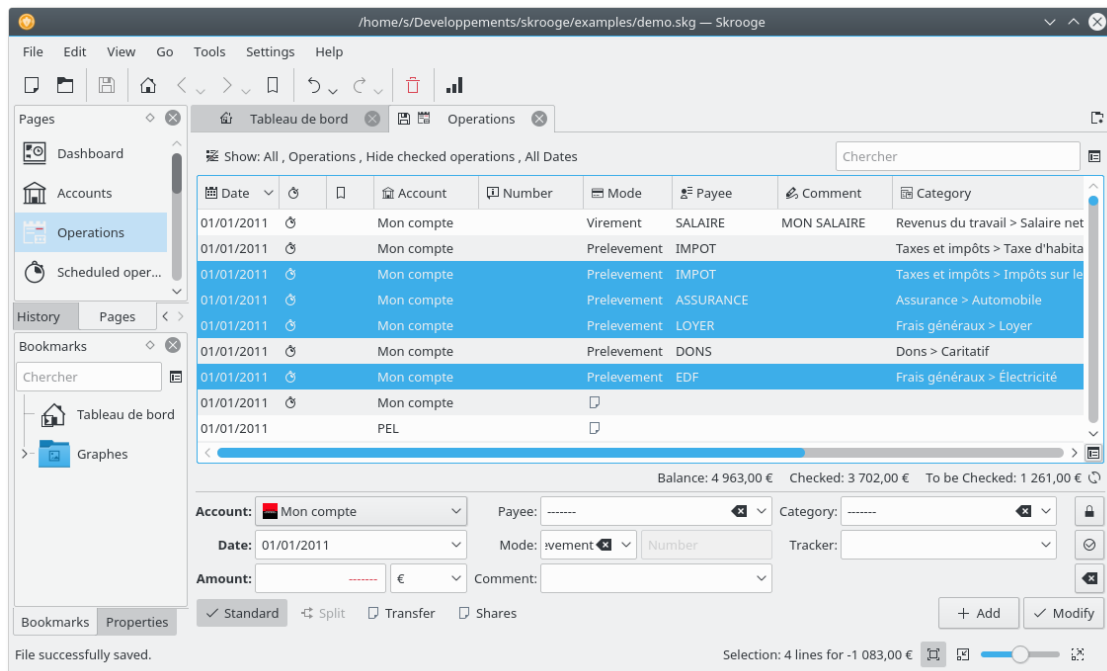 /home/s/Developpements/skrooge/examples/demo.skg — Skrooge
File Edit View Go Tools Settings Help
Pages
Dashboard
Accounts
Operations
Scheduled oper...
History Pages
Bookmarks
Chercher
Tableau de bord
Graphes
Bookmarks Properties
Tableau de bord Operations
Show: All , Operations , Hide checked operations , All Dates
Chercher
Date Account Number Mode Payee Comment Category
01/01/2011 Mon compte Virement SALAIRE MON SALAIRE Revenus du travail > Salaire net
01/01/2011 Mon compte Prelevement IMPOT Taxes et impôts > Taxe d'habita
01/01/2011 Mon compte Prelevement IMPOT Taxes et impôts > Impôts sur le
01/01/2011 Mon compte Prelevement ASSURANCE Assurance > Automobile
01/01/2011 Mon compte Prelevement LOYER Frais généraux > Loyer
01/01/2011 Mon compte Prelevement DONS Dons > Caritatif
01/01/2011 Mon compte Prelevement EDF Frais généraux > Électricité
01/01/2011 Mon compte
01/01/2011 PEL
Balance: 4 963,00 € Checked: 3 702,00 € To be Checked: 1 261,00 €
Account: Mon compte Payee: ------- Category: -------
Date: 01/01/2011 Mode: evement Number Tracker:
Amount: ------- € Comment:
Standard Split Transfer Shares
Add Modify
File successfully saved.
Selection: 4 lines for -1 083,00 €